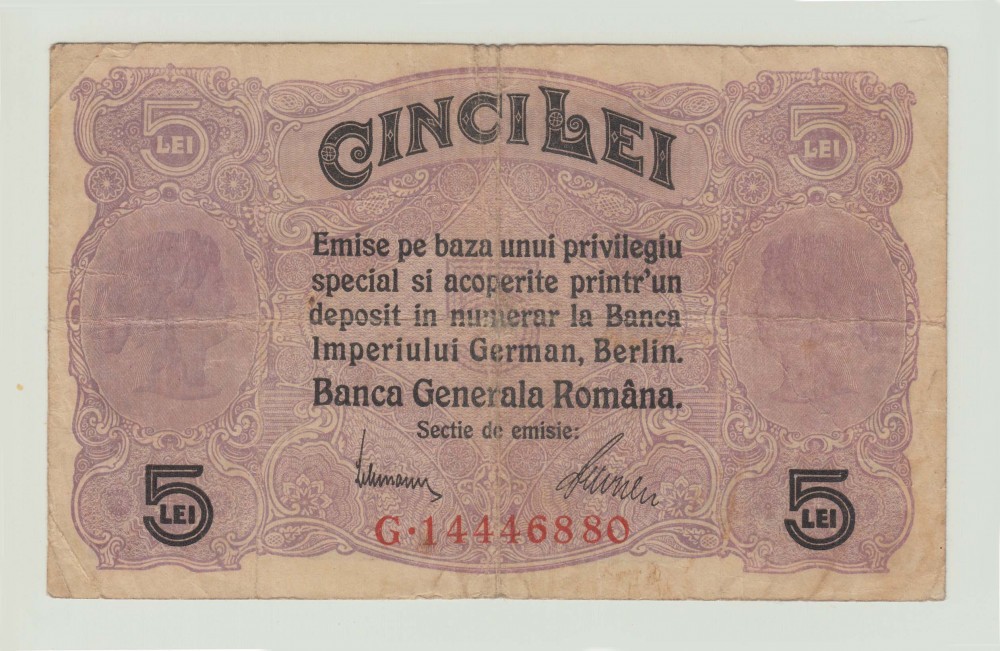 CINCI LEI
5 LEI
5 LEI
Emise pe baza unui privilegiu
special si acoperite printr'un
deposit in numerar la Banca
Imperiului German, Berlin.
Banca Generala Româna.
Sectie de emisie:
5 LEI
G·14446880
5 LEI